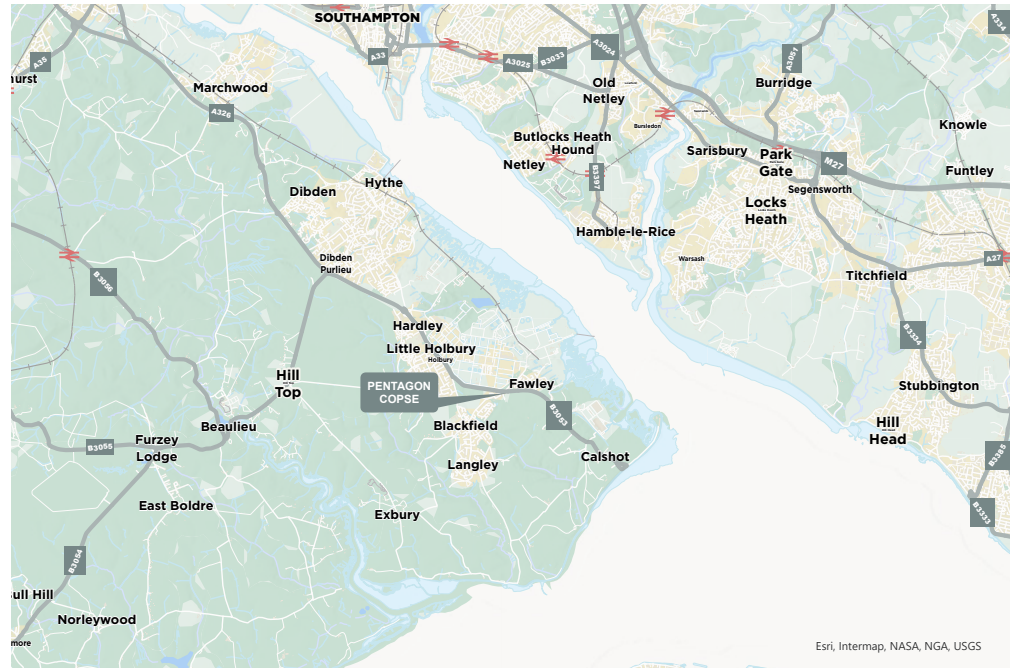 SOUTHAMPTON
A334
A35
A33
A3025
B3033
A3024
A3051
hurst
Marchwood
Old
Netley
Burridge
A326
Bursledon
Knowle
Butlocks Heath
Hound
Netley
Sarisbury
Park
Gate
M27
Funtley
B3397
Segensworth
Dibden
Hythe
Locks
Heath
Locks Heath
Hamble-le-Rice
Dibden
Purlieu
Warsash
A27
Titchfield
B3056
Hardley
B3334
Little Holbury
Holbury
Hill
Top
PENTAGON
COPSE
Fawley
Stubbington
B3053
Beaulieu
Blackfield
Hill
Head
B3055
Furzey
Lodge
Calshot
B3385
Langley
East Boldre
Exbury
B3333
B3054
ull Hill
Norleywood
more
Esri, Intermap, NASA, NGA, USGS